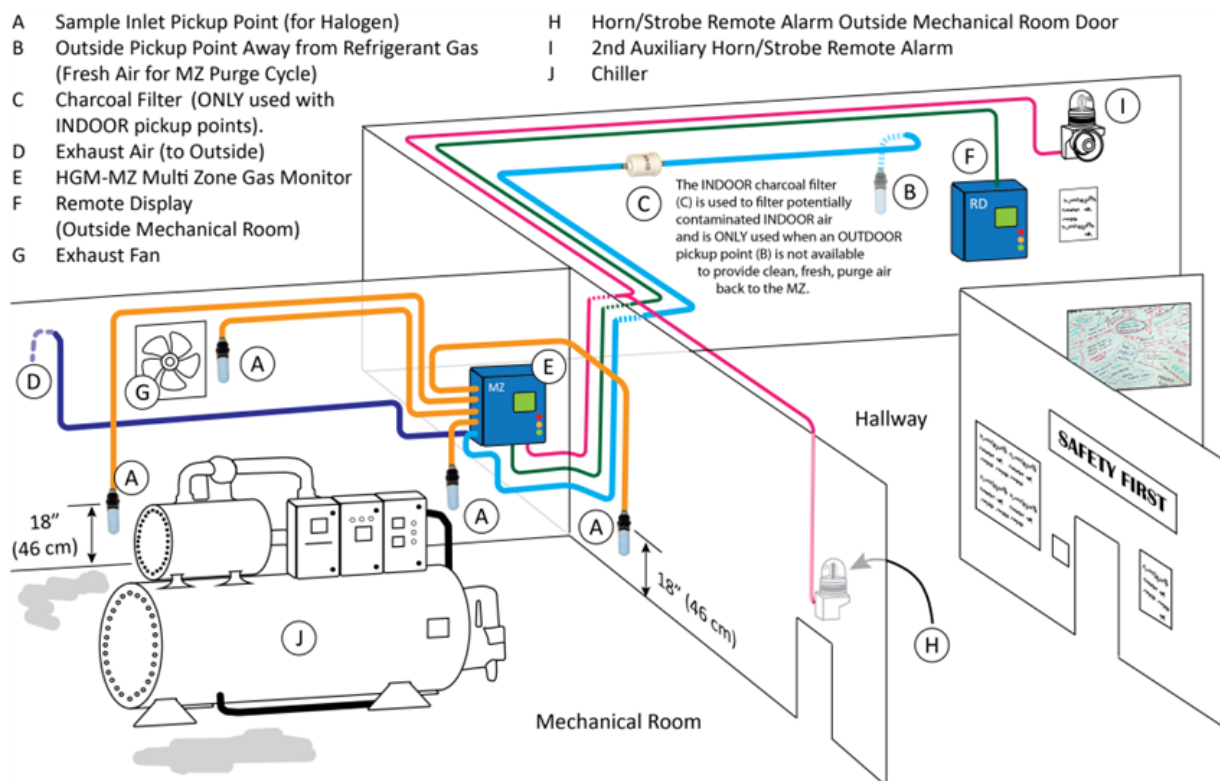 A Sample Inlet Pickup Point (for Halogen)
B Outside Pickup Point Away from Refrigerant Gas
(Fresh Air for MZ Purge Cycle)
C Charcoal Filter (ONLY used with
INDOOR pickup points).
D Exhaust Air (to Outside)
E HGM-MZ Multi Zone Gas Monitor
F Remote Display
(Outside Mechanical Room)
G Exhaust Fan
H Horn/Strobe Remote Alarm Outside Mechanical Room Door
I 2nd Auxiliary Horn/Strobe Remote Alarm
J Chiller
I
F
B
C
The INDOOR charcoal filter
(C) is used to filter potentially
contaminated INDOOR air
and is ONLY used when an OUTDOOR
pickup point (B) is not available
to provide clean, fresh, purge air
back to the MZ.
RD
D
G
A
MZ
E
Hallway
SAFETY FIRST
A
A
A
18”
(46 cm)
18” (46 cm)
J
H
Mechanical Room